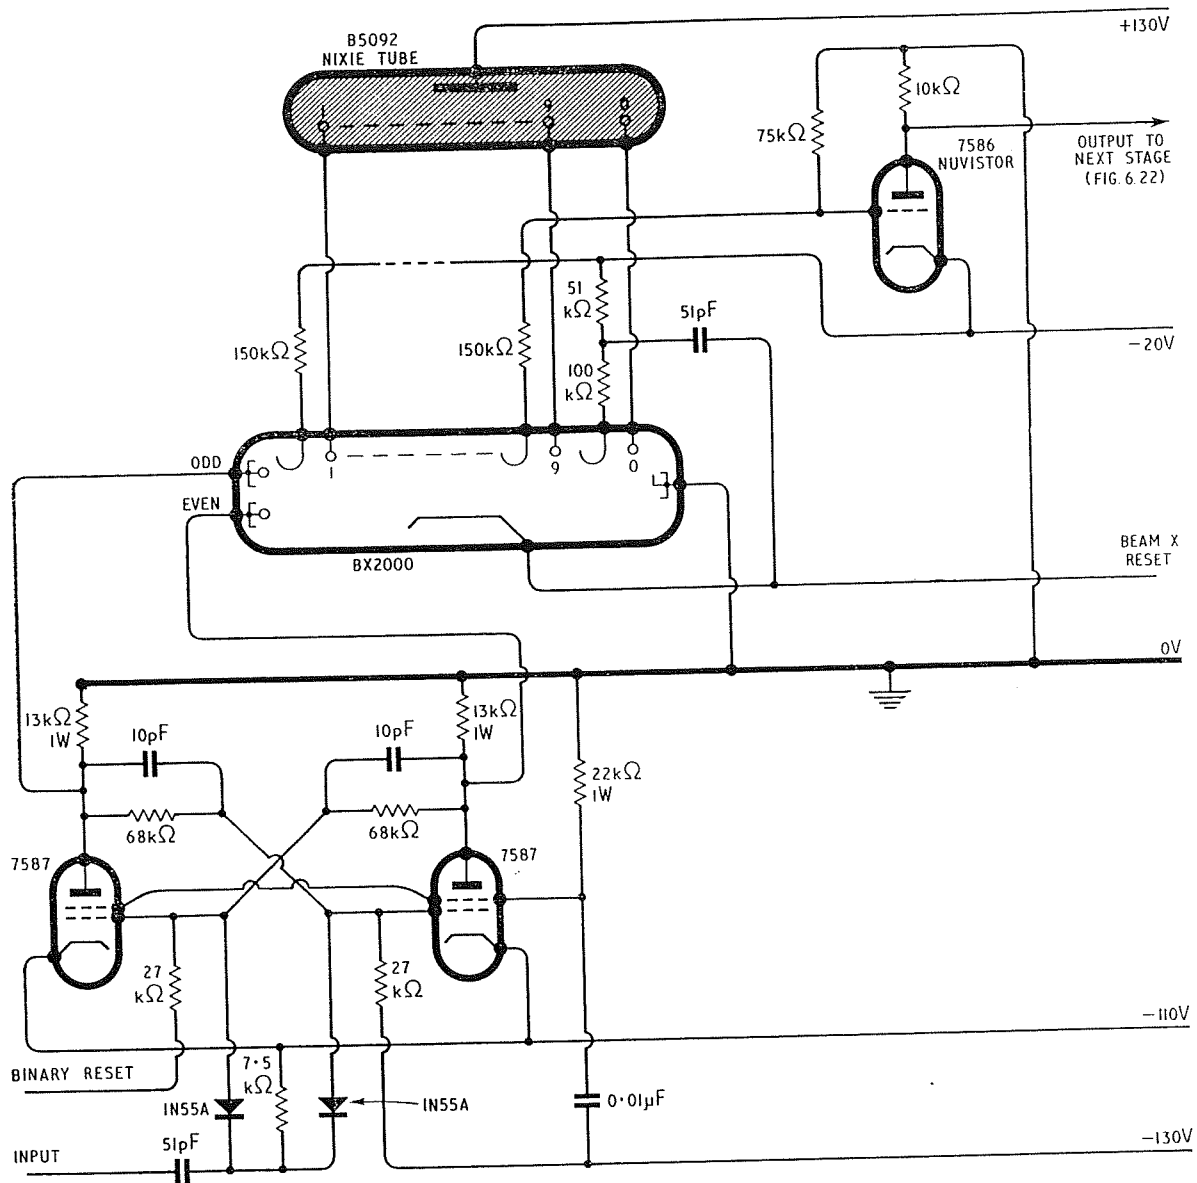 +130V
B5092
NIXIE TUBE
1
9
0
75kΩ
10kΩ
7586
NUVISTOR
OUTPUT TO
NEXT STAGE
(FIG. 6.22)
51
kΩ
51pF
150kΩ
150kΩ
100
kΩ
-20V
ODD
EVEN
1
9
0
BX2000
BEAM X
RESET
0V
13kΩ
1W
10pF
10pF
13kΩ
1W
22kΩ
1W
68kΩ
68kΩ
7587
7587
27
kΩ
27
kΩ
-110V
BINARY RESET
7·5
kΩ
IN55A
IN55A
0·01µF
51pF
INPUT
-130V